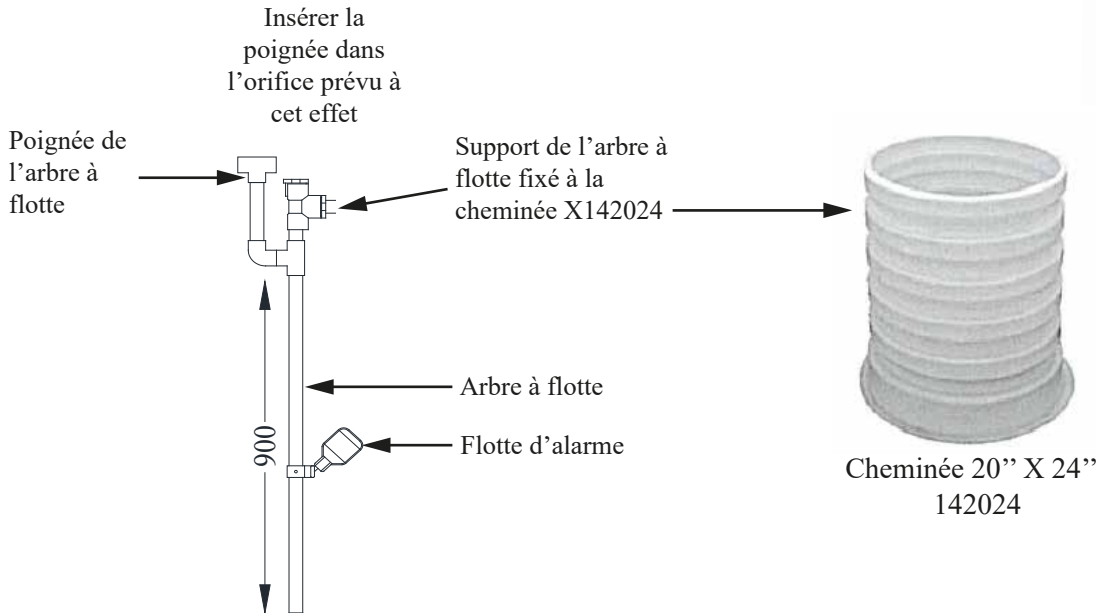 Insérer la
poignée dans
l’orifice prévu à
cet effet
Poignée de
l’arbre à
flotte
Support de l’arbre à
flotte fixé à la
cheminée X142024
900
Arbre à flotte
Flotte d’alarme
Cheminée 20’’ X 24’’
142024